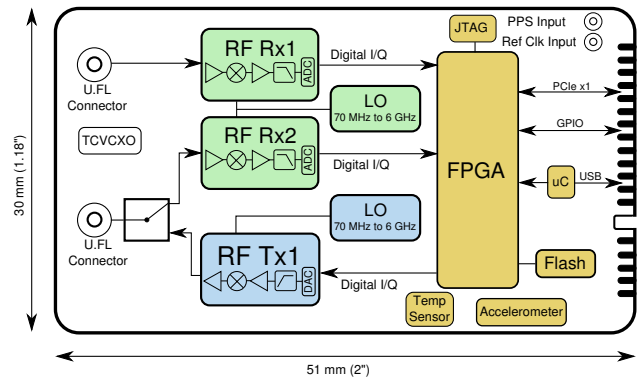 JTAG
PPS Input
Ref Clk Input
RF Rx1
ADC
Digital I/Q
U.FL
Connector
LO
70 MHz to 6 GHz
PCIe x1
GPIO
TCVCXO
RF Rx2
ADC
Digital I/Q
FPGA
uC
USB
30 mm (1.18")
LO
70 MHz to 6 GHz
U.FL
Connector
RF Tx1
DAC
Digital I/Q
Flash
Temp
Sensor
Accelerometer
51 mm (2")